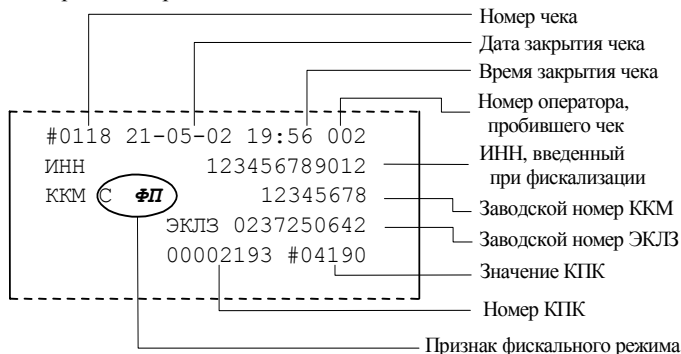 Номер чека
Дата закрытия чека
Время закрытия чека
Номер оператора,
пробившего чек
#0118 21-05-02 19:56 002
ИНН 123456789012
ИНН, введенный
при фискализации
ККМ С ФП 12345678
Заводской номер ККМ
ЭКЛЗ 0237250642
Заводской номер ЭКЛЗ
00002193 #04190
Значение КПК
Номер КПК
Признак фискального режима